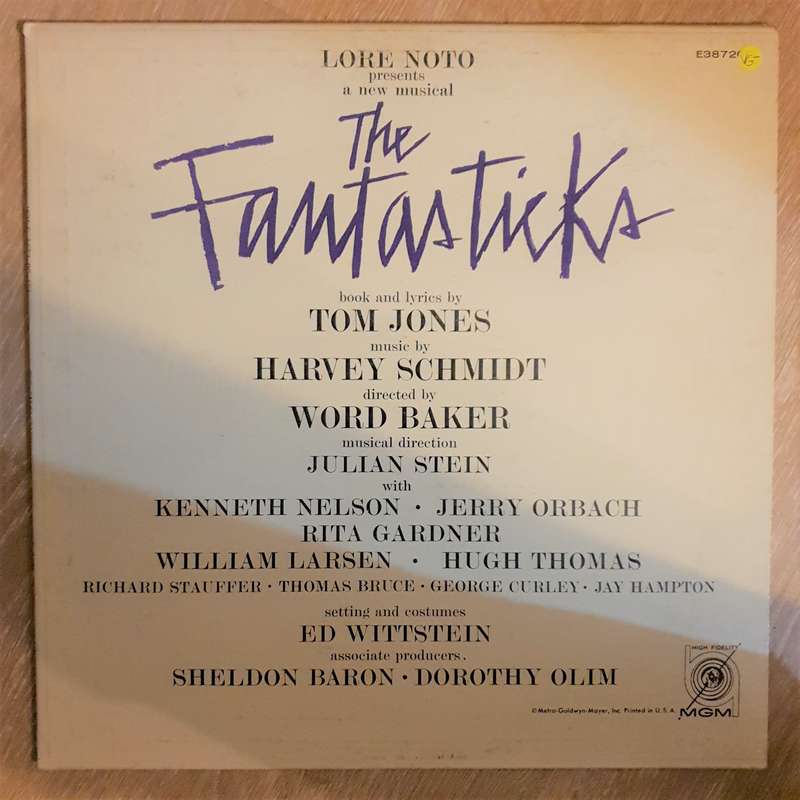 LORE NOTO
E3872
VG-
presents
a new musical
The
Fantasticks
book and lyrics by
TOM JONES
music by
HARVEY SCHMIDT
directed by
WORD BAKER
musical direction
JULIAN STEIN
with
KENNETH NELSON · JERRY ORBACH
RITA GARDNER
WILLIAM LARSEN · HUGH THOMAS
RICHARD STAUFFER · THOMAS BRUCE · GEORGE CURLEY · JAY HAMPTON
setting and costumes
ED WITTSTEIN
associate producers.
SHELDON BARON · DOROTHY OLIM
HIGH FIDELITY
MGM
©Metro-Goldwyn-Mayer, Inc. Printed in U. S. A.